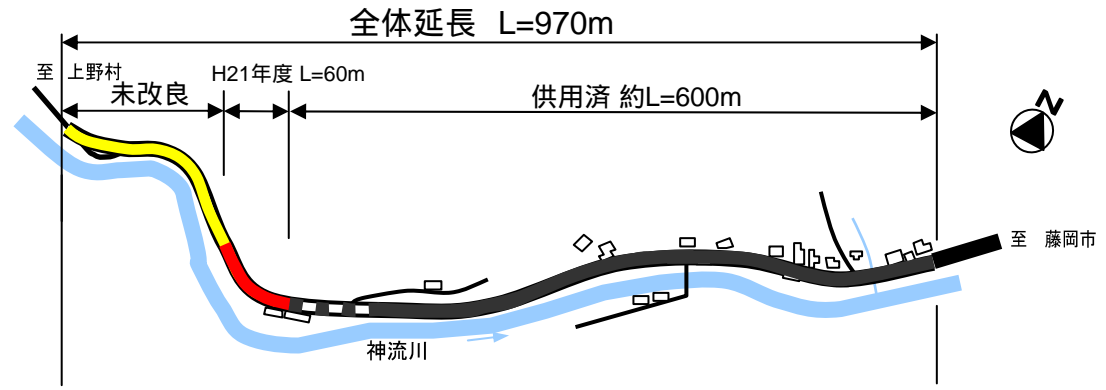 全体延長 L=970m
至 上野村
H21年度 L=60m
未改良
供用済 約L=600m
N
至 藤岡市
神流川